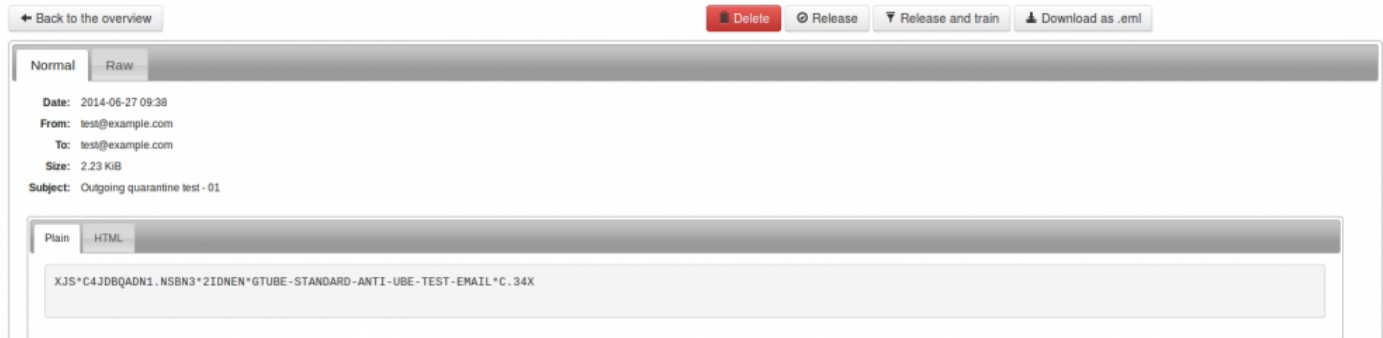 Back to the overview Delete Release Release and train Download as .eml
Normal Raw
Date: 2014-06-27 09:38
From: test@example.com
To: test@example.com
Size: 2.23 KiB
Subject: Outgoing quarantine test - 01
Plain HTML
XJS*C4JDBQADN1.NSBN3*2IDNEN*GTUBE-STANDARD-ANTI-UBE-TEST-EMAIL*C.34X